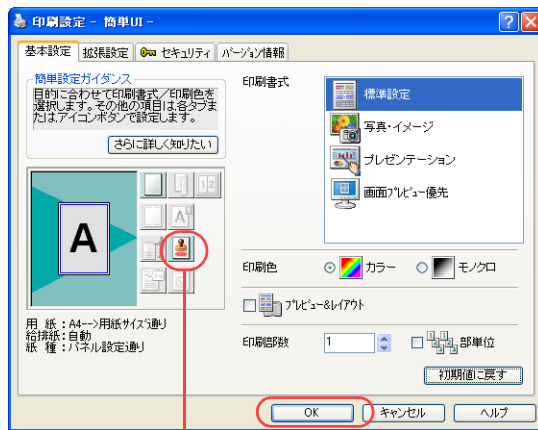 印刷設定 - 簡単UI -
基本設定 拡張設定 セキュリティ バージョン情報
簡単設定ガイダンス
目的に合わせて印刷書式/印刷色を
選択します。その他の項目は各タブま
たはアイコンボタンで設定します。
さらに詳しく知りたい
A
1 2
A
用 紙 : A4-->用紙サイズ通り
給排紙 : 自動
紙 種 : パネル設定通り
印刷書式
標準設定
写真・イメージ
プレゼンテーション
画面プレビュー優先
印刷色 カラー モノクロ
プレビュー&レイアウト
印刷部数 1 部単位
初期値に戻す
OK キャンセル ヘルプ